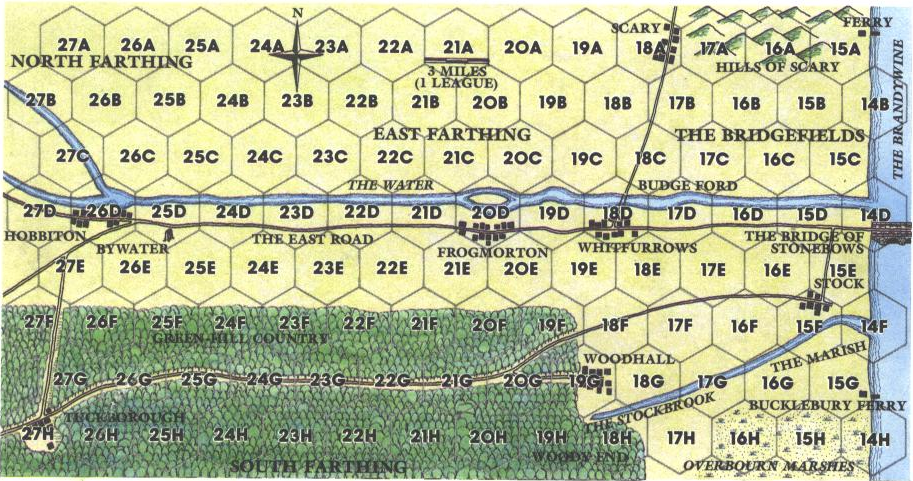 N
SCARY
FERRY
27A 26A 25A 24A 23A 22A 21A 20A 19A 18A 17A 16A 15A
NORTH FARTHING
3 MILES
(1 LEAGUE)
HILLS OF SCARY
27B 26B 25B 24B 23B 22B 21B 20B 19B 18B 17B 16B 15B 14B
THE BRANDYWINE
EAST FARTHING
THE BRIDGEFIELDS
27C 26C 25C 24C 23C 22C 21C 20C 19C 18C 17C 16C 15C
THE WATER
BUDGE FORD
27D 26D 25D 24D 23D 22D 21D 20D 19D 18D 17D 16D 15D 14D
HOBBITON
BYWATER
THE EAST ROAD
FROGMORTON
WHITFURROWS
THE BRIDGE OF
STONEBOWS
27E 26E 25E 24E 23E 22E 21E 20E 19E 18E 17E 16E 15E
STOCK
27F 26F 25F 24F 23F 22F 21F 20F 19F 18F 17F 16F 15F 14F
GREEN-HILL COUNTRY
WOODHALL
THE MARISH
27G 26G 25G 24G 23G 22G 21G 20G 19G 18G 17G 16G 15G
THE STOCKBROOK
BUCKLEBURY FERRY
TUCKBOROUGH
27H 26H 25H 24H 23H 22H 21H 20H 19H 18H 17H 16H 15H 14H
WOODY END
SOUTH FARTHING
OVERBOURN MARSHES